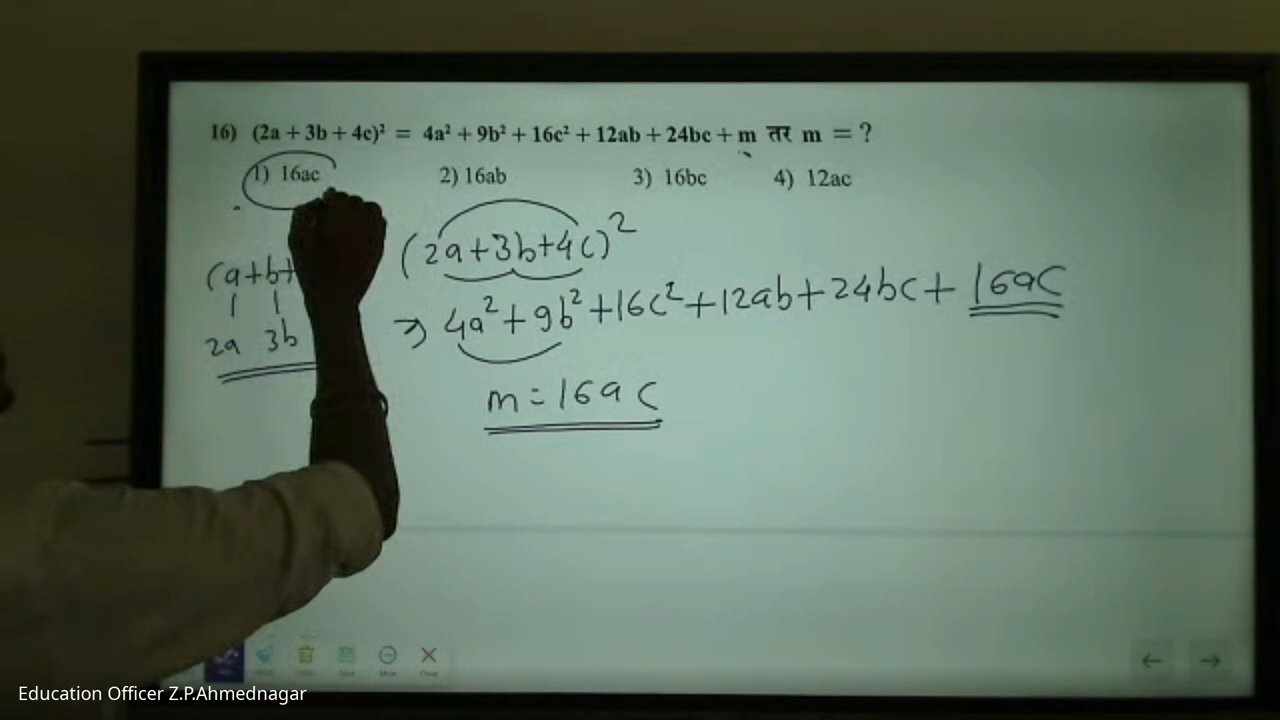 16) (2a + 3b + 4c)² = 4a² + 9b² + 16c² + 12ab + 24bc + m तर m = ?
1) 16ac 2) 16ab 3) 16bc 4) 12ac
(a+b+ (2a+3b+4c)²
2a 3b ⇒ 4a²+9b²+16c²+12ab+24bc+16ac
m=16ac
Education Officer Z.P.Ahmednagar